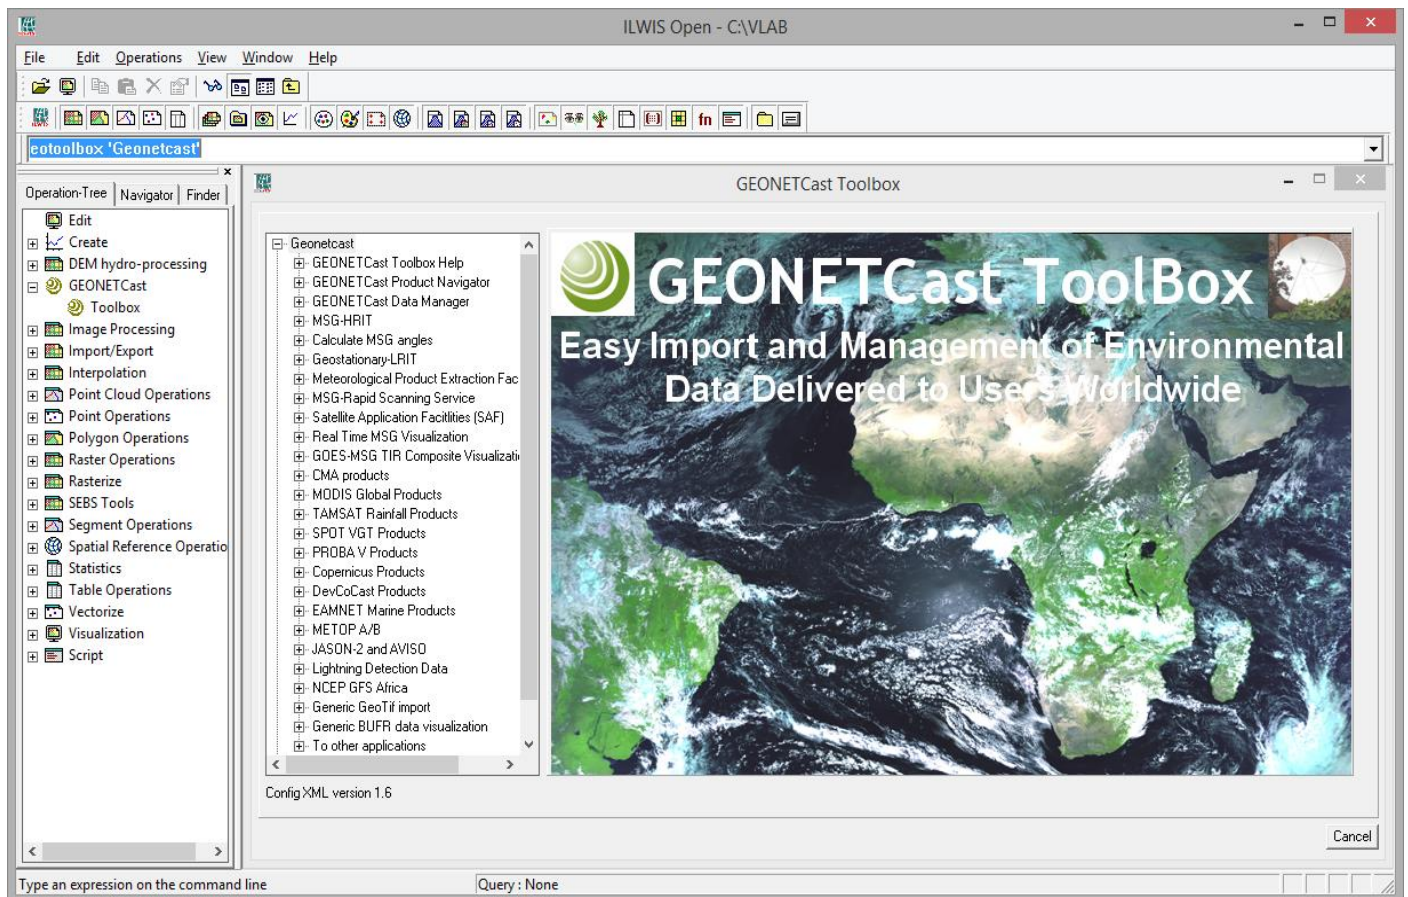 ILWIS Open - C:\VLAB
File Edit Operations View Window Help
fn
eotoolbox 'Geonetcast'
Operation-Tree Navigator Finder
Edit
Create
DEM hydro-processing
GEONETCast
Toolbox
Image Processing
Import/Export
Interpolation
Point Cloud Operations
Point Operations
Polygon Operations
Raster Operations
Rasterize
SEBS Tools
Segment Operations
Spatial Reference Operatio
Statistics
Table Operations
Vectorize
Visualization
Script
GEONETCast Toolbox
Geonetcast
GEONETCast Toolbox Help
GEONETCast Product Navigator
GEONETCast Data Manager
MSG-HRIT
Calculate MSG angles
Geostationary-LRIT
Meteorological Product Extraction Fac
MSG-Rapid Scanning Service
Satellite Application Facitlities (SAF)
Real Time MSG Visualization
GOES-MSG TIR Composite Visualizati
CMA products
MODIS Global Products
TAMSAT Rainfall Products
SPOT VGT Products
PROBA V Products
Copernicus Products
DevCoCast Products
EAMNET Marine Products
METOP A/B
JASON-2 and AVISO
Lightning Detection Data
NCEP GFS Africa
Generic GeoTif import
Generic BUFR data visualization
To other applications
GEONETCast ToolBox
Easy Import and Management of Environmental
Data Delivered to Users Worldwide
Config XML version 1.6
Cancel
Type an expression on the command line
Query : None